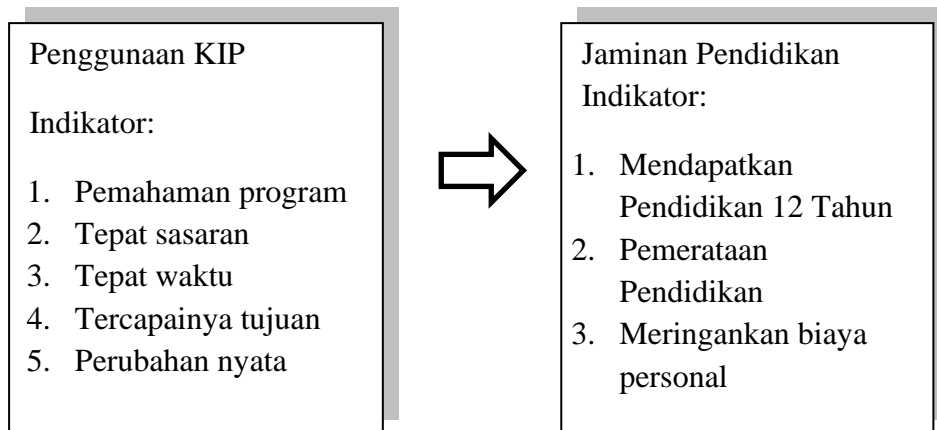 Penggunaan KIP
Indikator:
1. Pemahaman program
2. Tepat sasaran
3. Tepat waktu
4. Tercapainya tujuan
5. Perubahan nyata
Jaminan Pendidikan
Indikator:
1. Mendapatkan
Pendidikan 12 Tahun
2. Pemerataan
Pendidikan
3. Meringankan biaya
personal